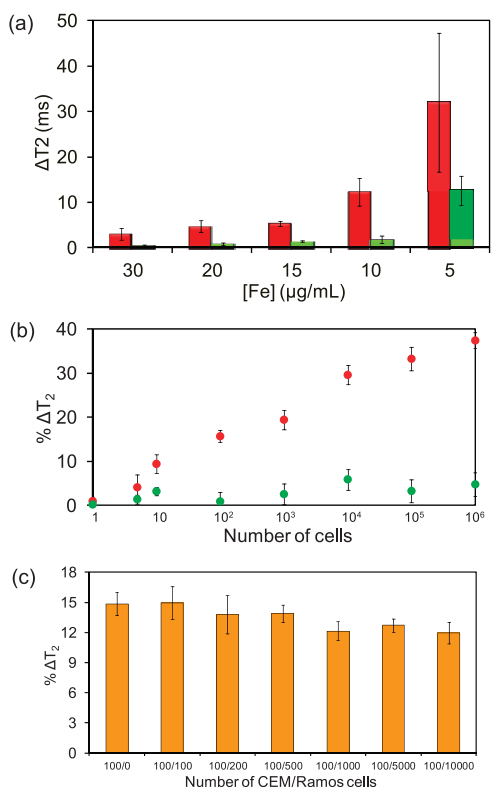 (a)
ΔT2 (ms)
50
40
30
20
10
0
30 20 15 10 5
[Fe] (µg/mL)
(b)
% ΔT₂
40
30
20
10
0
1 10 10² 10³ 10⁴ 10⁵ 10⁶
Number of cells
(c)
% ΔT₂
18
15
12
9
6
3
0
100/0 100/100 100/200 100/500 100/1000 100/5000 100/10000
Number of CEM/Ramos cells